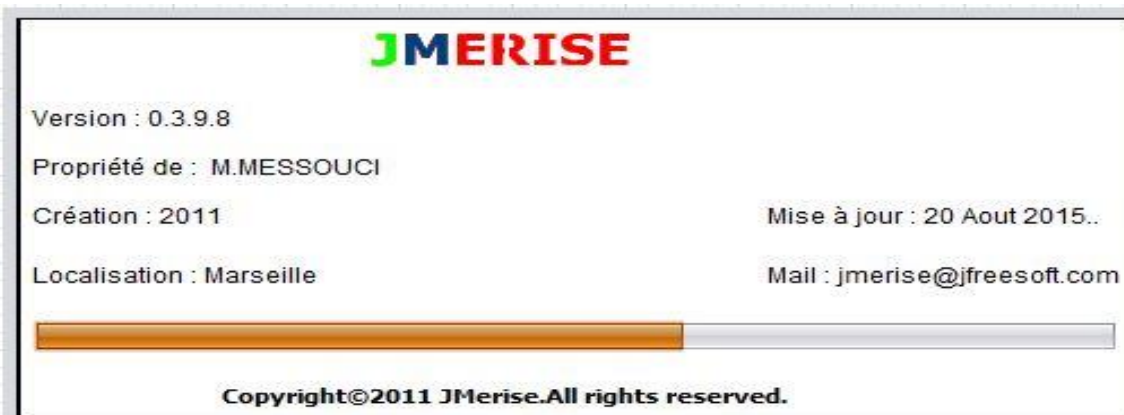 JMERISE
Version : 0.3.9.8
Propriété de : M.MESSOUCI
Création : 2011 Mise à jour : 20 Aout 2015..
Localisation : Marseille Mail : jmerise@jfreesoft.com
Copyright©2011 JMerise.All rights reserved.